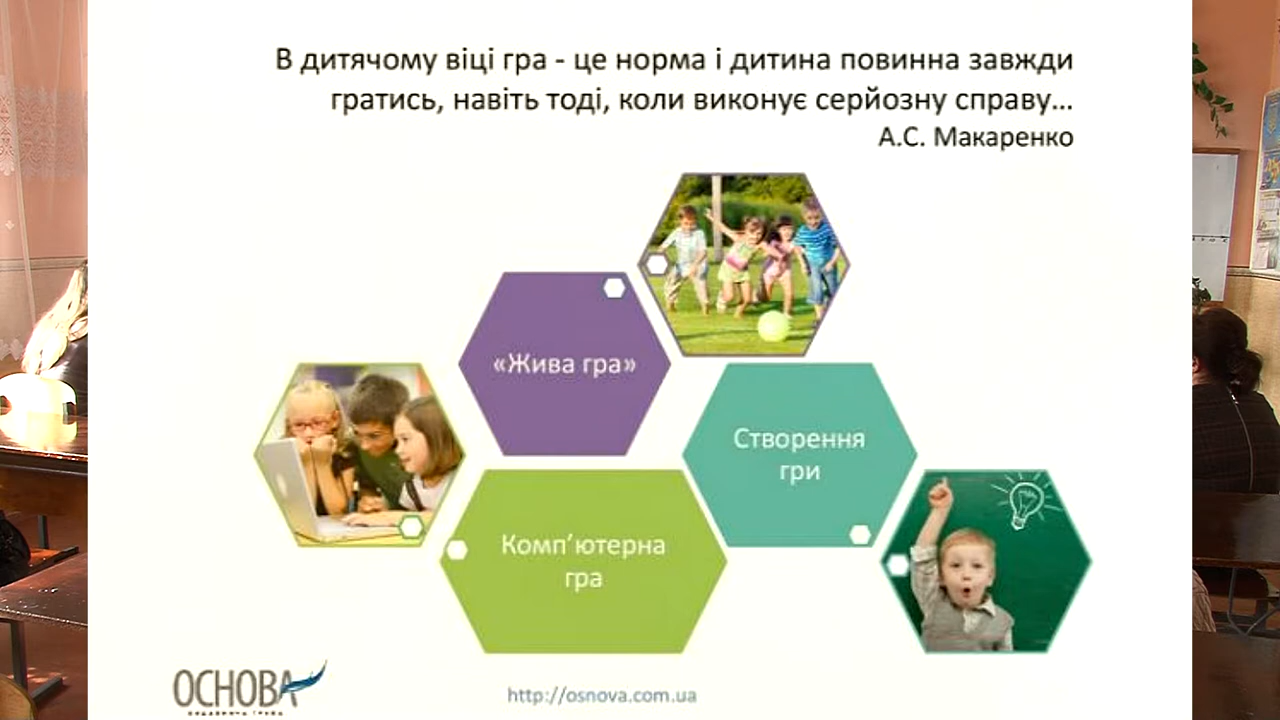 В дитячому віці гра - це норма і дитина повинна завжди
гратись, навіть тоді, коли виконує серйозну справу...
А.С. Макаренко
«Жива гра»
Створення
гри
Комп’ютерна
гра
ОСНОВА
http://osnova.com.ua